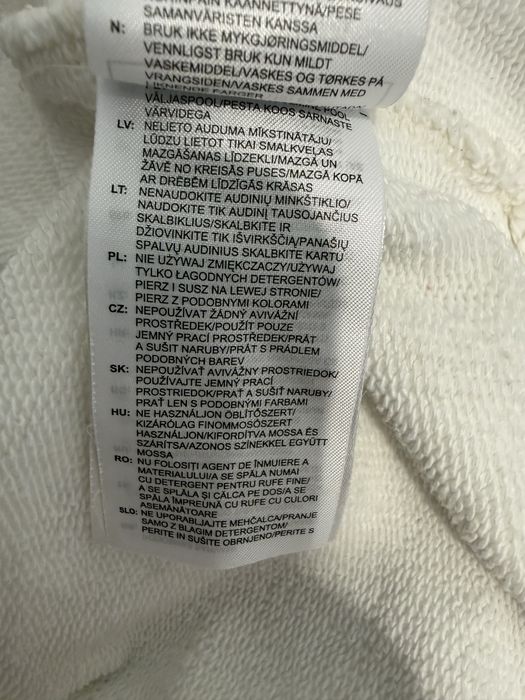 SAMANVÄRISTEN KANSSA
N: BRUK IKKE MYKGJØRINGSMIDDEL/
VENNLIGST BRUK KUN MILDT
VASKEMIDDEL/VASKES OG TØRKES PÅ
VRANGSIDEN/VASKES SAMMEN MED
LIKNENDE FARGER
VÄLJASPOOL/PESTA KOOS SARNASTE
VÄRVIDEGA
LV: NELIETO AUDUMA MĪKSTINĀTĀJU/
LŪDZU LIETOT TIKAI SMALKVEĻAS
MAZGĀŠANAS LĪDZEKLI/MAZGĀ UN
ŽĀVĒ NO KREISĀS PUSES/MAZGĀ KOPĀ
AR DRĒBĒM LĪDZĪGĀS KRĀSAS
LT: NENAUDOKITE AUDINIŲ MINKŠTIKLIO/
NAUDOKITE TIK AUDINĮ TAUSOJANČIUS
SKALBIKLIUS/SKALBKITE IR
DŽIOVINKITE TIK IŠVIRKŠČIĄ/PANAŠIŲ
SPALVŲ AUDINIUS SKALBKITE KARTU
PL: NIE UŻYWAJ ZMIĘKCZACZY/UŻYWAJ
TYLKO ŁAGODNYCH DETERGENTÓW/
PIERZ I SUSZ NA LEWEJ STRONIE/
PIERZ Z PODOBNYMI KOLORAMI
CZ: NEPOUŽÍVAT ŽÁDNÝ AVIVÁŽNÍ
PROSTŘEDEK/POUŽÍT POUZE
JEMNÝ PRACÍ PROSTŘEDEK/PRÁT
A SUŠIT NARUBY/PRÁT S PRÁDLEM
PODOBNÝCH BAREV
SK: NEPOUŽÍVAŤ AVIVÁŽNY PROSTRIEDOK/
POUŽÍVAJTE JEMNÝ PRACÍ
PROSTRIEDOK/PRAŤ A SUŠIŤ NARUBY/
PRAŤ LEN S PODOBNÝMI FARBAMI
HU: NE HASZNÁLJON ÖBLÍTŐSZERT/
KIZÁRÓLAG FINOMMOSÓSZERT
HASZNÁLJON/KIFORDÍTVA MOSSA ÉS
SZÁRÍTSA/AZONOS SZÍNEKKEL EGYÜTT
MOSSA
RO: NU FOLOSIȚI AGENT DE ÎNMUIERE A
MATERIALULUI/A SE SPĂLA NUMAI
CU DETERGENT PENTRU RUFE FINE/
A SE SPĂLA ȘI CĂLCA PE DOS/A SE
SPĂLA ÎMPREUNĂ CU RUFE CU CULORI
ASEMĂNĂTOARE
SLO: NE UPORABLJAJTE MEHČALCA/PRANJE
SAMO Z BLAGIM DETERGENTOM/
PERITE IN SUŠITE OBRNJENO/PERITE S